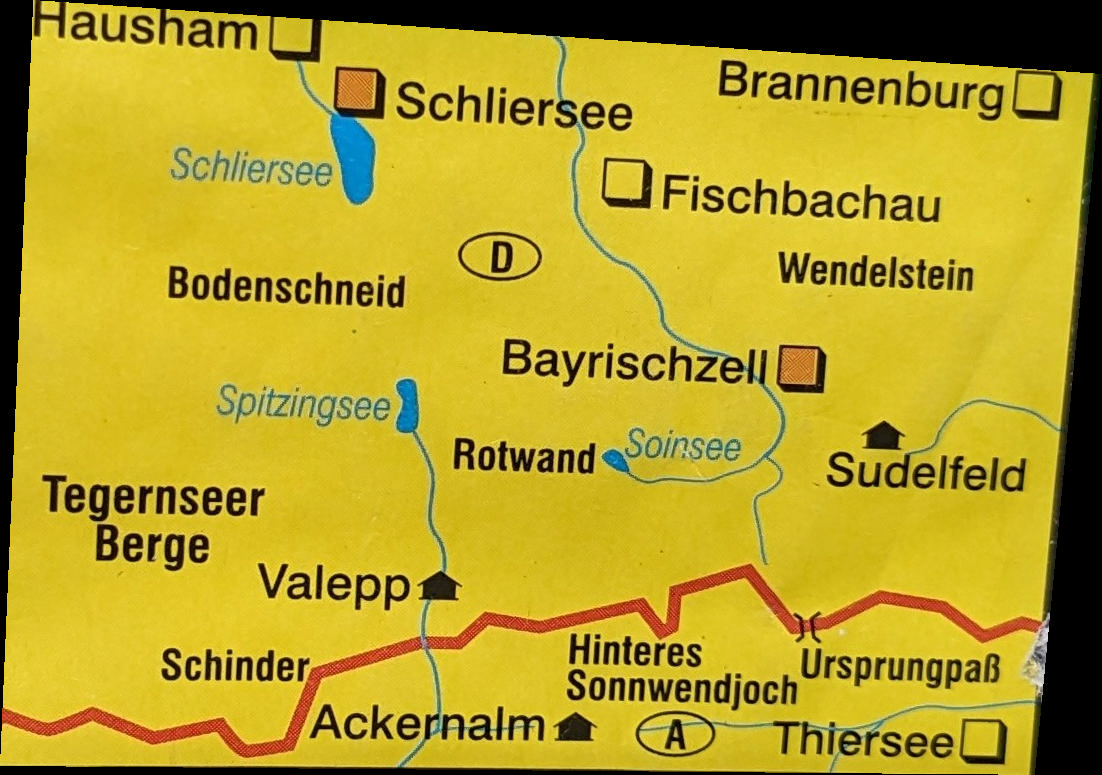 Hausham
Brannenburg
Schliersee
Schliersee
Fischbachau
D
Wendelstein
Bodenschneid
Bayrischzell
Spitzingsee
Rotwand
Soinsee
Sudelfeld
Tegernseer
Berge
Valepp
Schinder
Hinteres
Sonnwendjoch
Ursprungpaß
Ackernalm
A
Thiersee